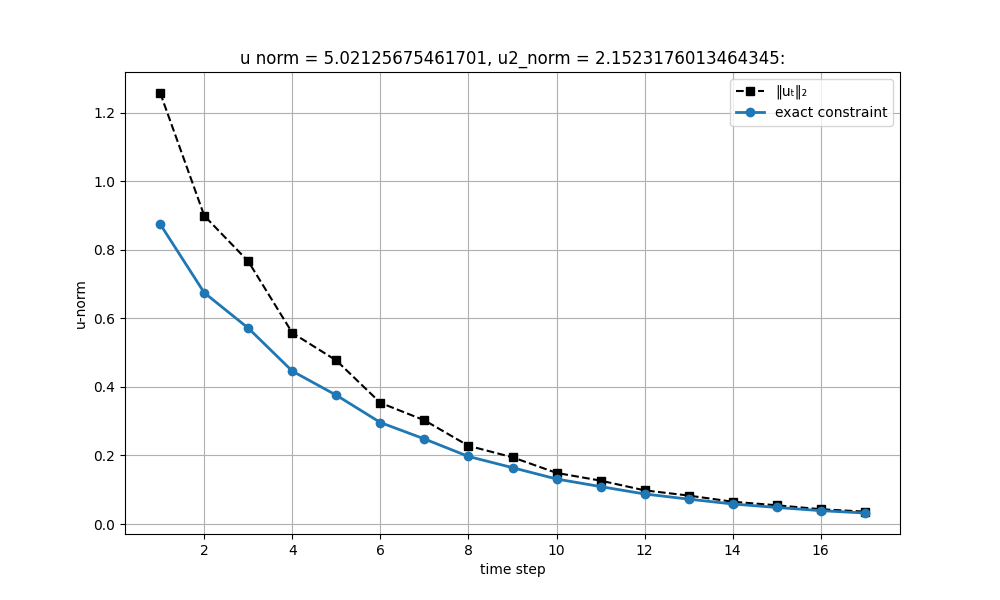 u norm = 5.02125675461701, u2_norm = 2.1523176013464345:
‖uₜ‖₂
exact constraint
1.2
1.0
0.8
0.6
0.4
0.2
0.0
u-norm
2 4 6 8 10 12 14 16
time step